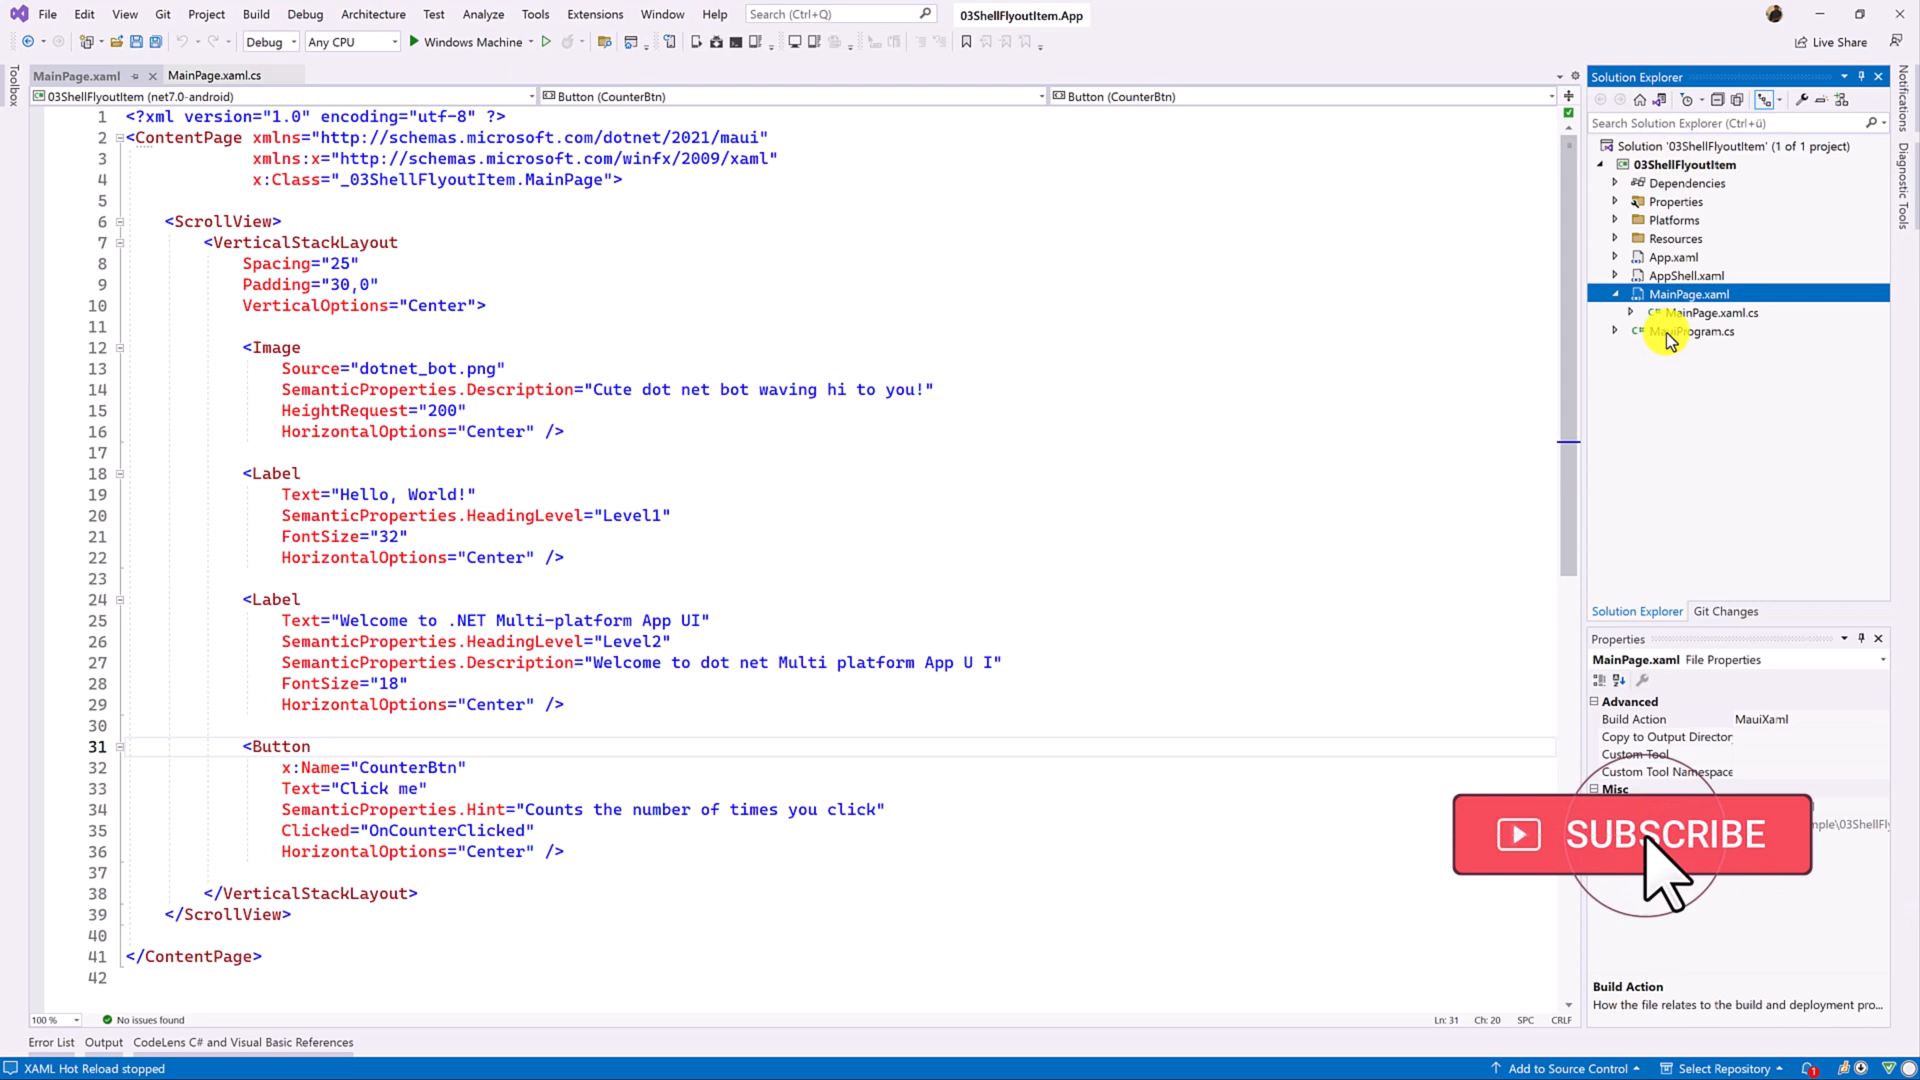 File Edit View Git Project Build Debug Architecture Test Analyze Tools Extensions Window Help Search (Ctrl+Q) 03ShellFlyoutItem.App
Debug Any CPU Windows Machine Live Share
Toolbox
MainPage.xaml MainPage.xaml.cs
03ShellFlyoutItem (net7.0-android) Button (CounterBtn) Button (CounterBtn)
1 <?xml version="1.0" encoding="utf-8" ?>
2 <ContentPage xmlns="http://schemas.microsoft.com/dotnet/2021/maui"
3 xmlns:x="http://schemas.microsoft.com/winfx/2009/xaml"
4 x:Class="_03ShellFlyoutItem.MainPage">
5
6 <ScrollView>
7 <VerticalStackLayout
8 Spacing="25"
9 Padding="30,0"
10 VerticalOptions="Center">
11
12 <Image
13 Source="dotnet_bot.png"
14 SemanticProperties.Description="Cute dot net bot waving hi to you!"
15 HeightRequest="200"
16 HorizontalOptions="Center" />
17
18 <Label
19 Text="Hello, World!"
20 SemanticProperties.HeadingLevel="Level1"
21 FontSize="32"
22 HorizontalOptions="Center" />
23
24 <Label
25 Text="Welcome to .NET Multi-platform App UI"
26 SemanticProperties.HeadingLevel="Level2"
27 SemanticProperties.Description="Welcome to dot net Multi platform App U I"
28 FontSize="18"
29 HorizontalOptions="Center" />
30
31 <Button
32 x:Name="CounterBtn"
33 Text="Click me"
34 SemanticProperties.Hint="Counts the number of times you click"
35 Clicked="OnCounterClicked"
36 HorizontalOptions="Center" />
37
38 </VerticalStackLayout>
39 </ScrollView>
40
41 </ContentPage>
42
100 % No issues found Ln: 31 Ch: 20 SPC CRLF
Solution Explorer
Search Solution Explorer (Ctrl+ü)
Solution '03ShellFlyoutItem' (1 of 1 project)
03ShellFlyoutItem
Dependencies
Properties
Platforms
Resources
App.xaml
AppShell.xaml
MainPage.xaml
C# MainPage.xaml.cs
C# MauiProgram.cs
Solution Explorer Git Changes
Properties
MainPage.xaml File Properties
Advanced
Build Action MauiXaml
Copy to Output Director
Custom Tool
Custom Tool Namespace
Misc
mple\03ShellFl
SUBSCRIBE
Build Action
How the file relates to the build and deployment pro...
Notifications
Diagnostic Tools
Error List Output CodeLens C# and Visual Basic References
XAML Hot Reload stopped Add to Source Control Select Repository 1